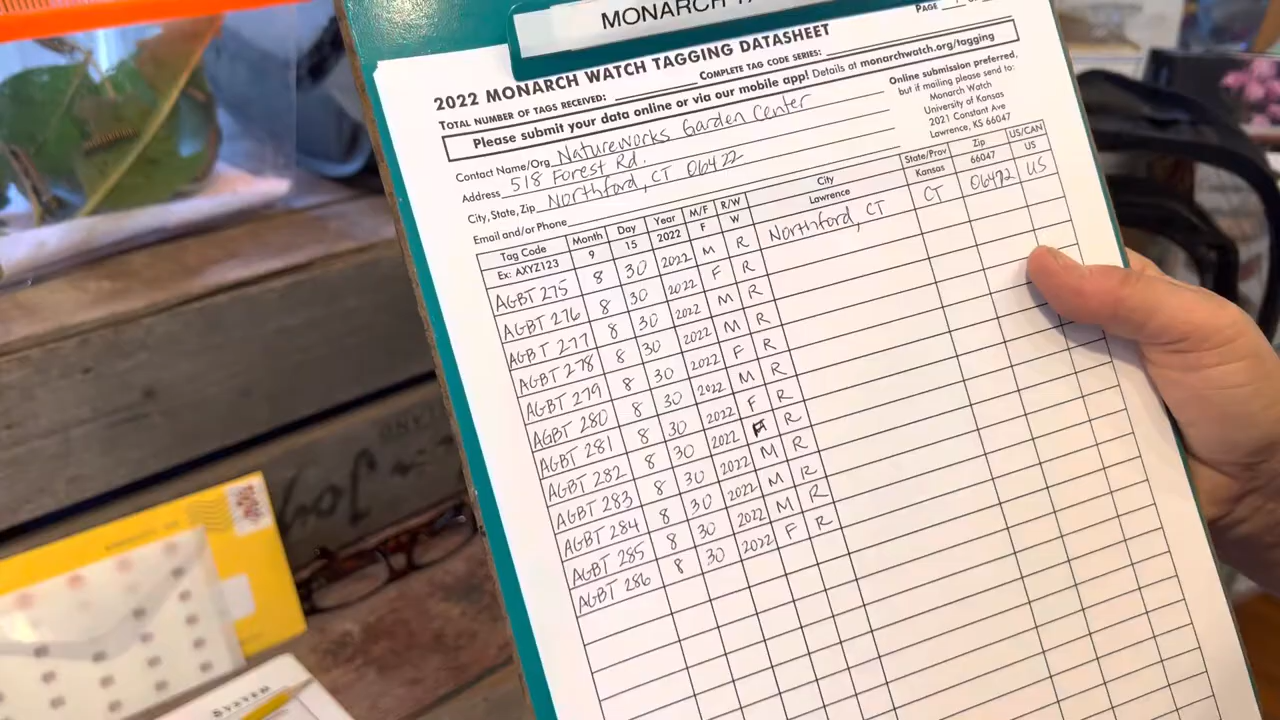 MONARCH
PAGE
2022 MONARCH WATCH TAGGING DATASHEET
TOTAL NUMBER OF TAGS RECEIVED: COMPLETE TAG CODE SERIES:
Please submit your data online or via our mobile app! Details at monarchwatch.org/tagging
Contact Name/Org Natureworks Garden Center
Address 518 Forest Rd.
City, State, Zip Northford, CT 06472
Email and/or Phone
Online submission preferred,
but if mailing please send to:
Monarch Watch
University of Kansas
2021 Constant Ave
Lawrence, KS 66047
Tag Code Month Day Year M/F R/W City State/Prov Zip US/CAN
Ex: AXYZ123 9 15 2022 F W Lawrence Kansas 66047 US
AGBT 275 8 30 2022 M R Northford, CT CT 06472 US
AGBT 276 8 30 2022 F R
AGBT 277 8 30 2022 M R
AGBT 278 8 30 2022 M R
AGBT 279 8 30 2022 F R
AGBT 280 8 30 2022 M R
AGBT 281 8 30 2022 F R
AGBT 282 8 30 2022 R
AGBT 283 8 30 2022 M R
AGBT 284 8 30 2022 M R
AGBT 285 8 30 2022 M R
AGBT 286 8 30 2022 F R
Joy